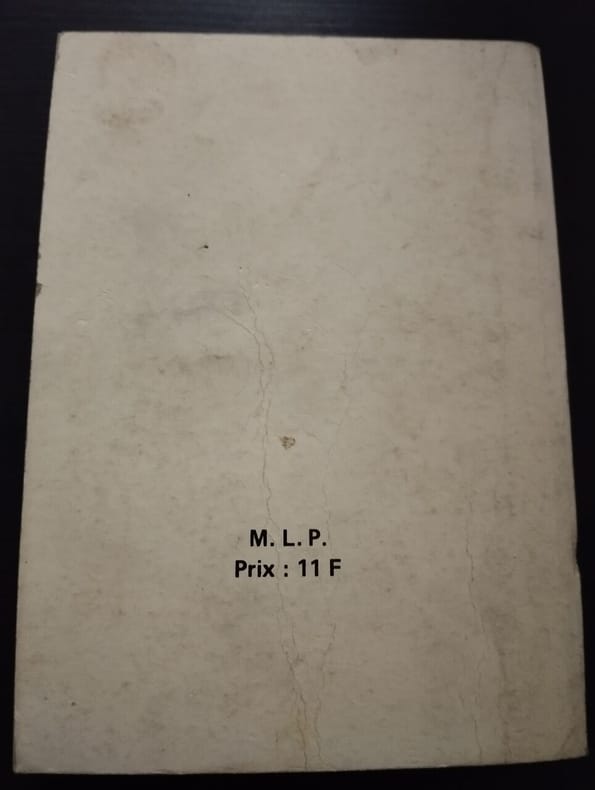 M. L. P.
Prix : 11 F